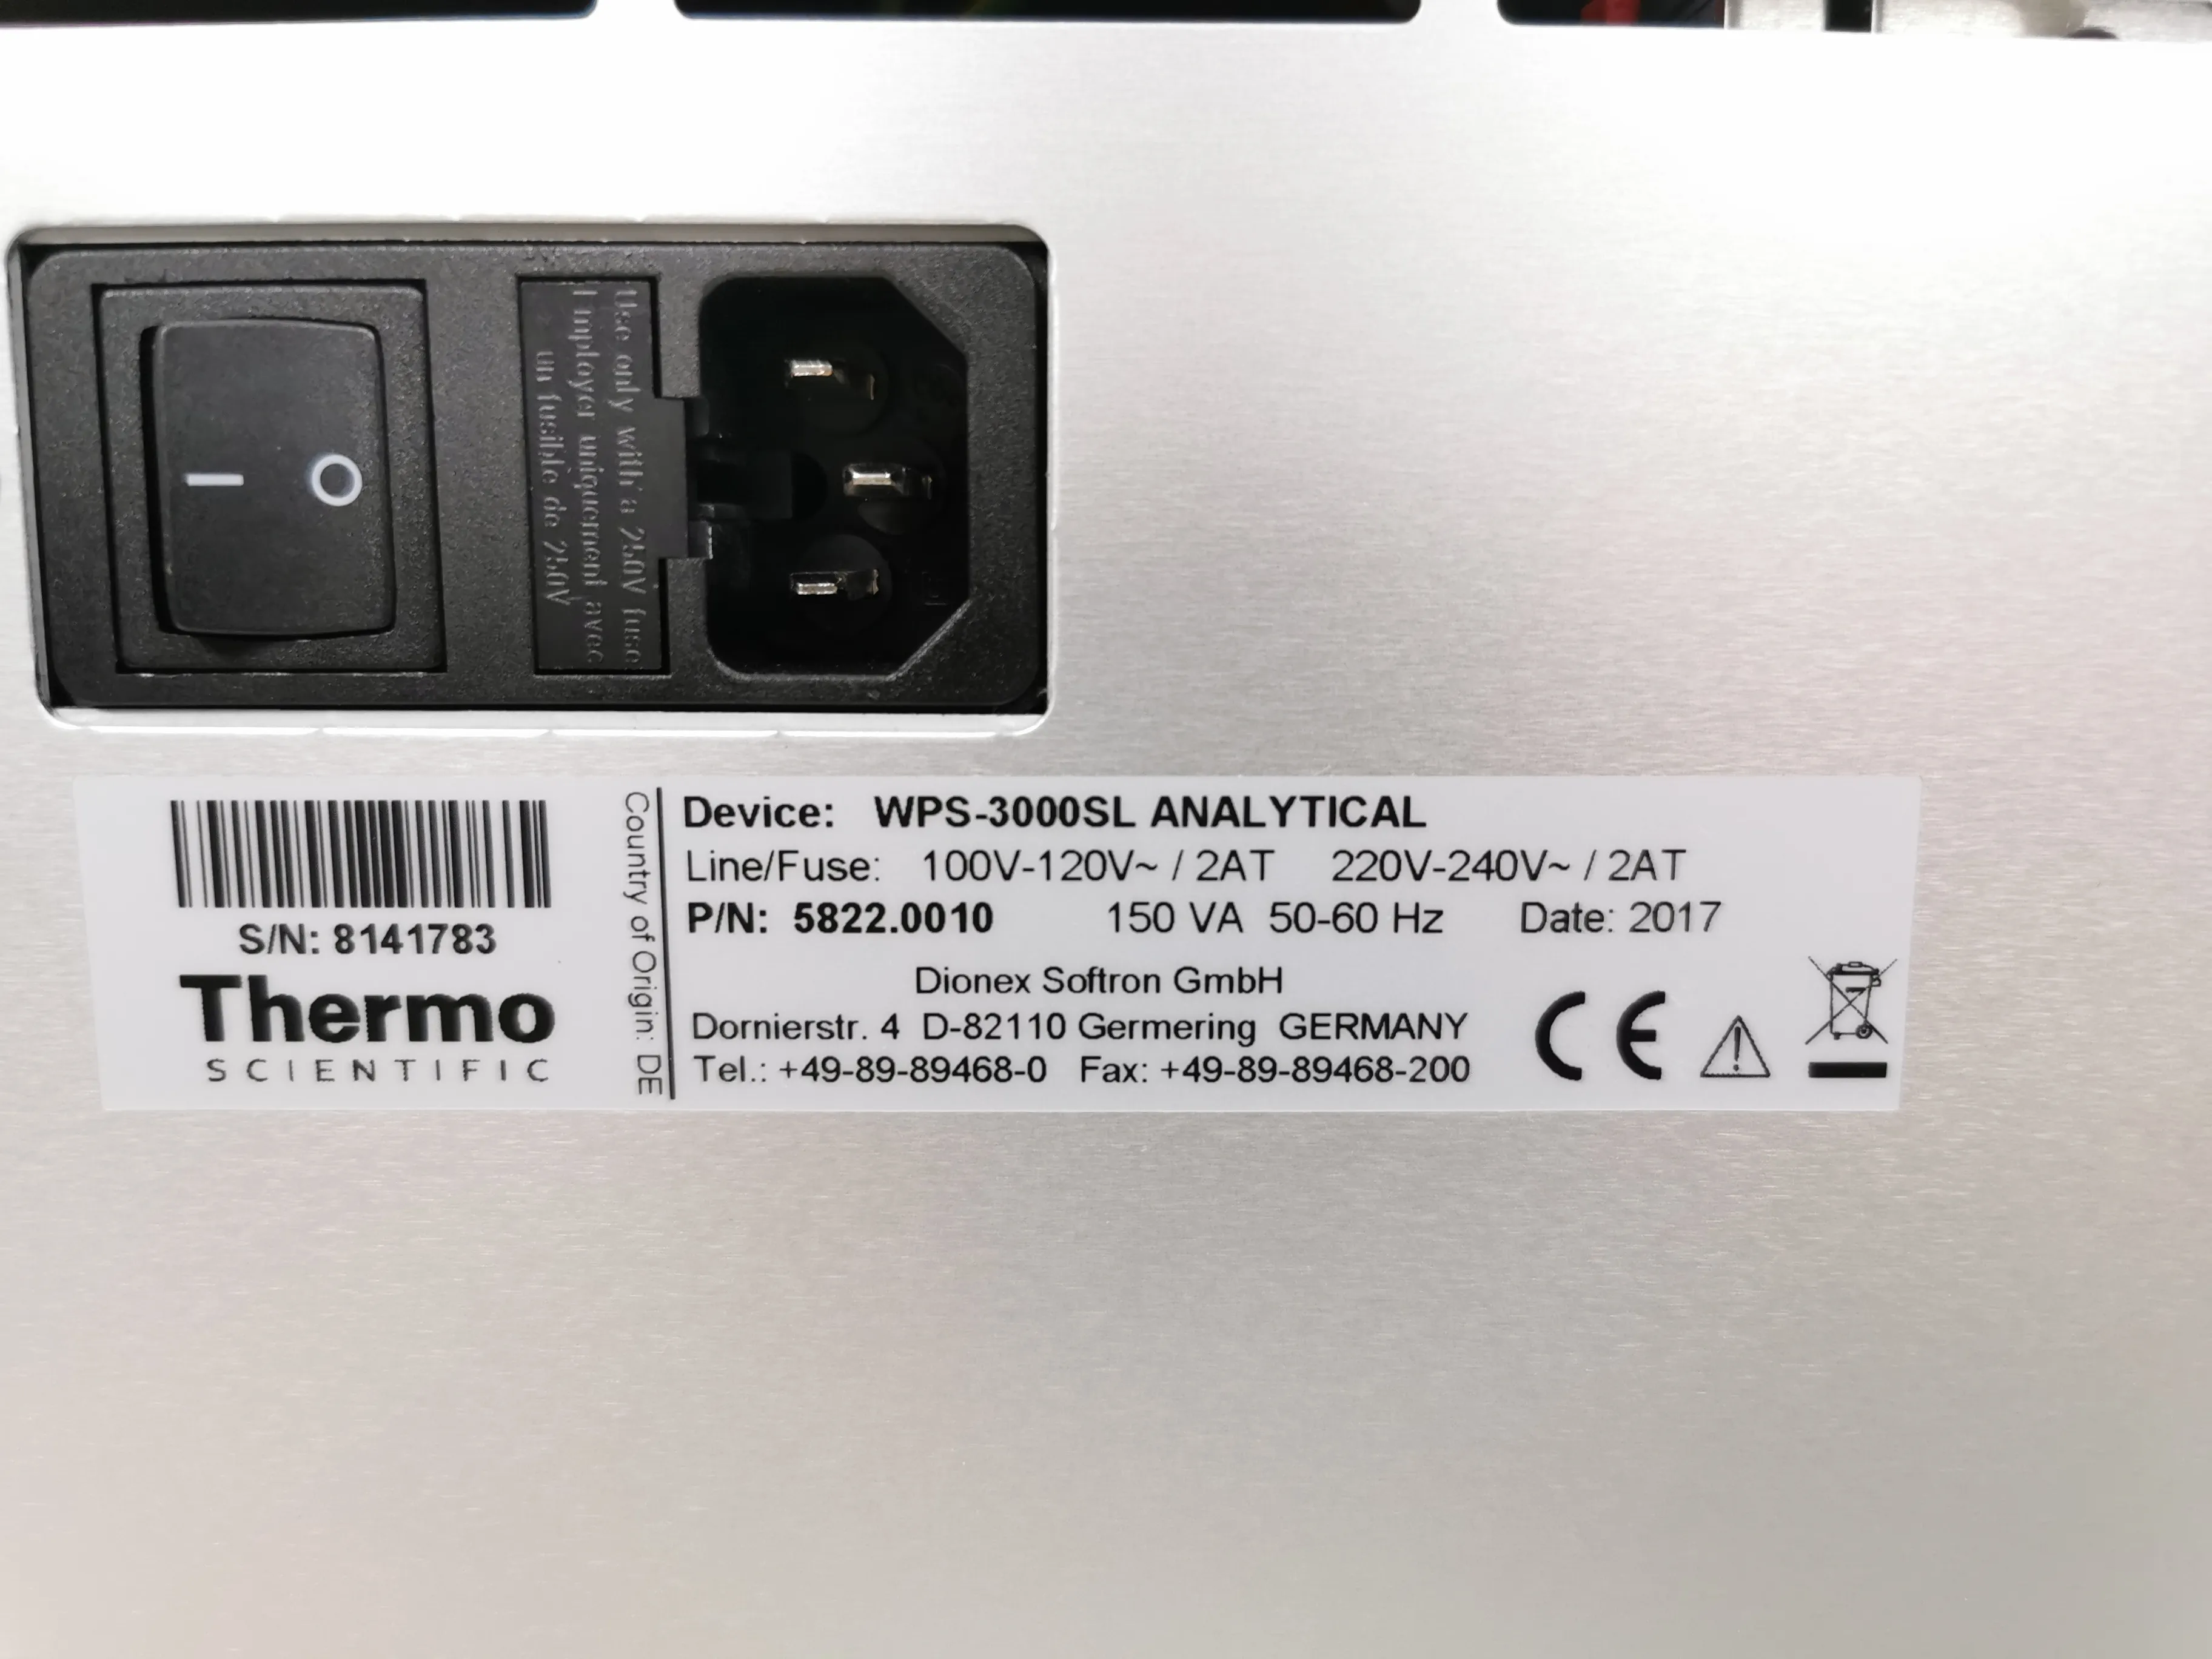 Use only with a 250V fuse
Employer uniquement avec
un fusible de 250V
S/N: 8141783
Thermo
SCIENTIFIC
Country of Origin: DE
Device: WPS-3000SL ANALYTICAL
Line/Fuse: 100V-120V~ / 2AT 220V-240V~ / 2AT
P/N: 5822.0010 150 VA 50-60 Hz Date: 2017
Dionex Softron GmbH
Dornierstr. 4 D-82110 Germering GERMANY
Tel.: +49-89-89468-0 Fax: +49-89-89468-200
CE